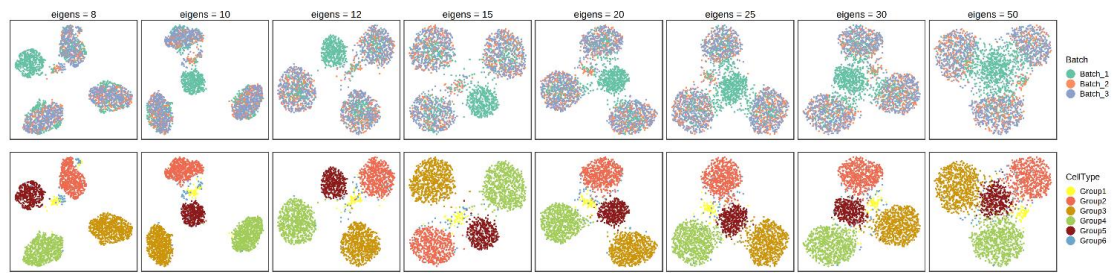 eigens = 8
eigens = 10
eigens = 12
eigens = 15
eigens = 20
eigens = 25
eigens = 30
eigens = 50
Batch
Batch_1
Batch_2
Batch_3
CellType
Group1
Group2
Group3
Group4
Group5
Group6